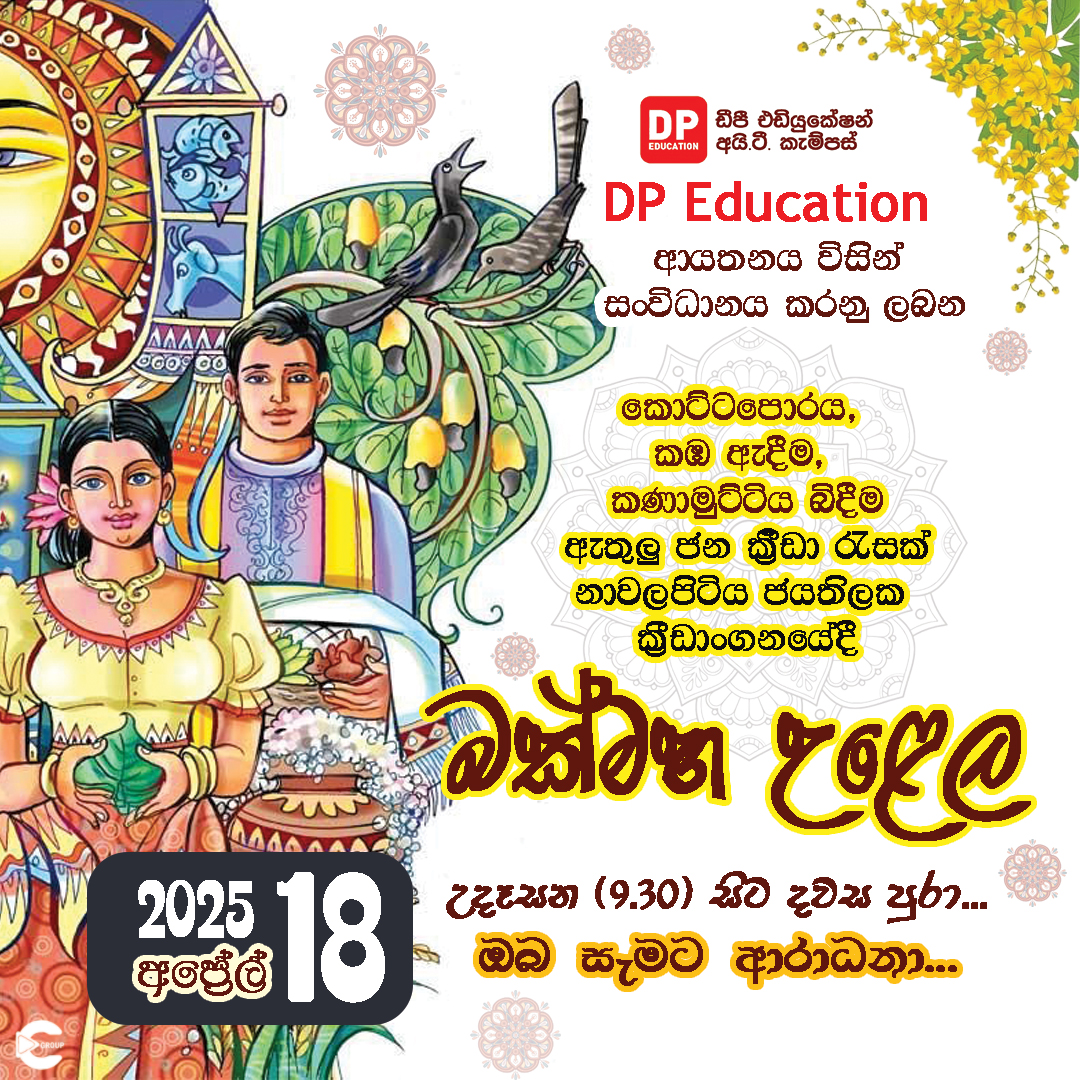 DP
EDUCATION
ඩීපී එඩියුකේෂන්
අයි.ටී. කැම්පස්
DP Education
ආයතනය විසින්
සංවිධානය කරනු ලබන
කොට්ටපොරය,
කඹ ඇදීම,
කණාමුට්ටිය බිදීම
ඇතුලු ජන ක්‍රීඩා රැසක්
නාවලපිටිය ජයතිලක
ක්‍රීඩාංගනයේදී
බක්මහ උළෙල
උදෑසන (9.30) සිට දවස පුරා...
ඔබ සැමට ආරාධනා...
2025
අප්‍රේල්
18
GROUP